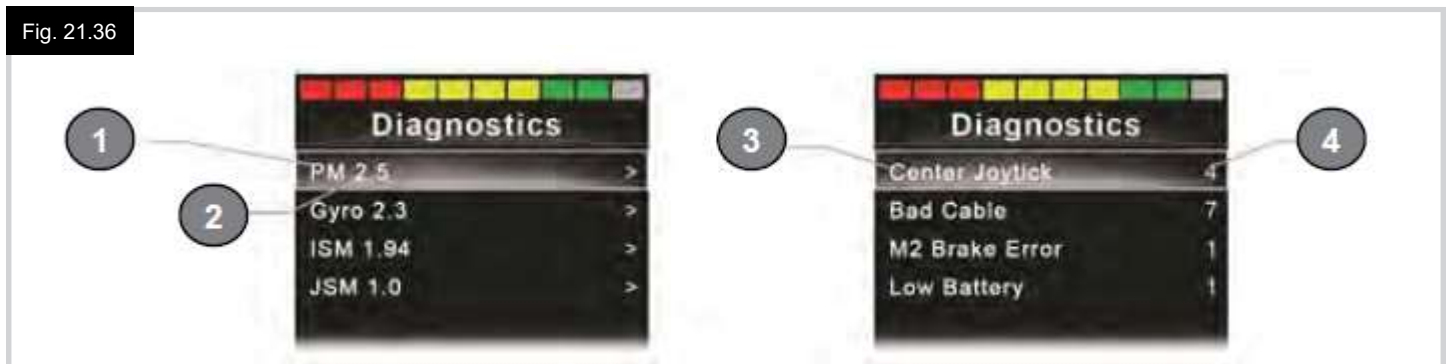 Fig. 21.36
Diagnostics
1
PM 2.5 >
2
Gyro 2.3 >
ISM 1.94 >
JSM 1.0 >
Diagnostics
3
Center Joytick 4
4
Bad Cable 7
M2 Brake Error 1
Low Battery 1